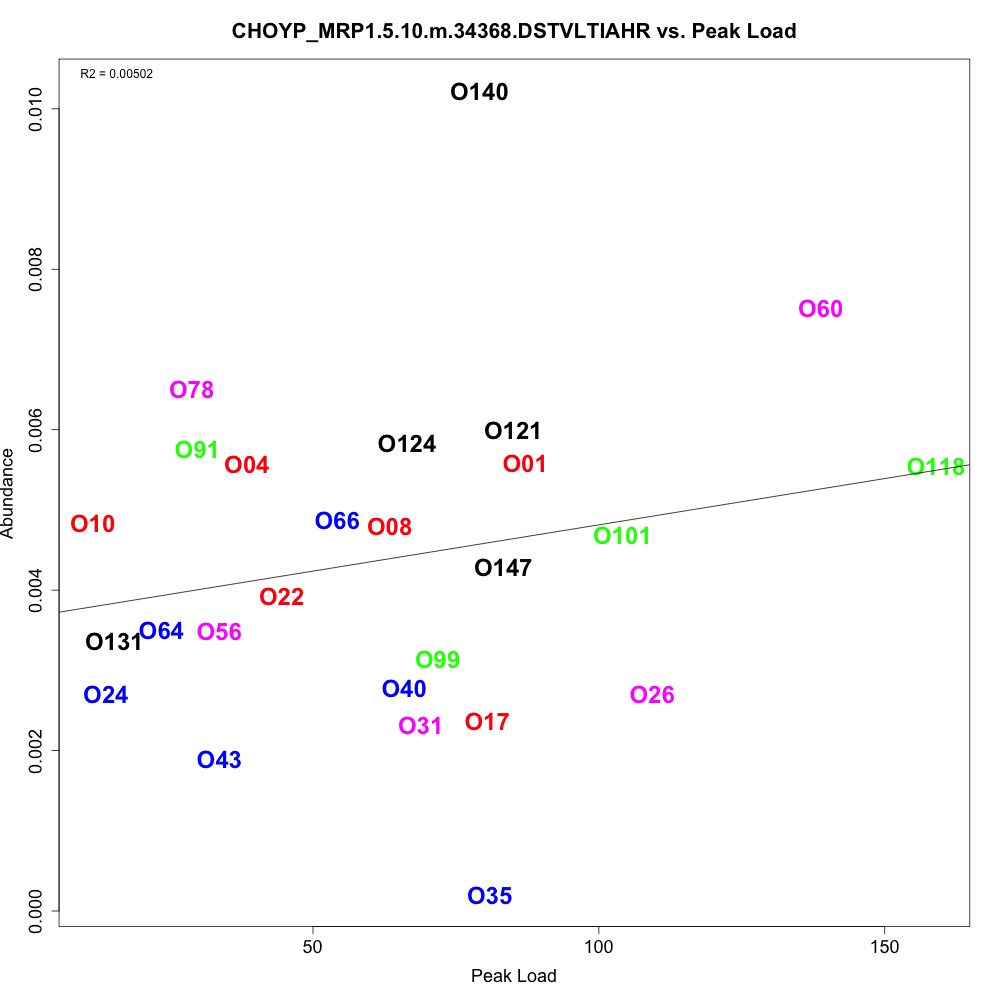 CHOYP_MRP1.5.10.m.34368.DSTVLTIAHR vs. Peak Load
R2 = 0.00502
O140
0.010
0.008
O60
O78
0.006
O121
O124
O91
O04
O01
O118
Abundance
O10
O66
O08
O101
O147
0.004
O22
O64
O56
O131
O99
O24
O40
O26
O31
O17
0.002
O43
O35
0.000
50
100
150
Peak Load